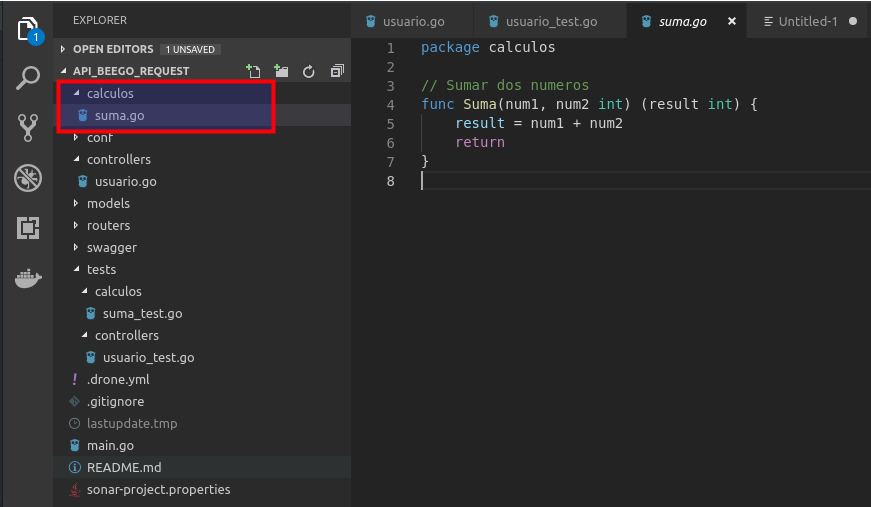 EXPLORER
OPEN EDITORS 1 UNSAVED
API_BEEGO_REQUEST
calculos
suma.go
conf
controllers
usuario.go
models
routers
swagger
tests
calculos
suma_test.go
controllers
usuario_test.go
! .drone.yml
.gitignore
lastupdate.tmp
main.go
README.md
sonar-project.properties
1
usuario.go usuario_test.go suma.go × Untitled-1
1 package calculos
2
3 // Sumar dos numeros
4 func Suma(num1, num2 int) (result int) {
5 result = num1 + num2
6 return
7 }
8